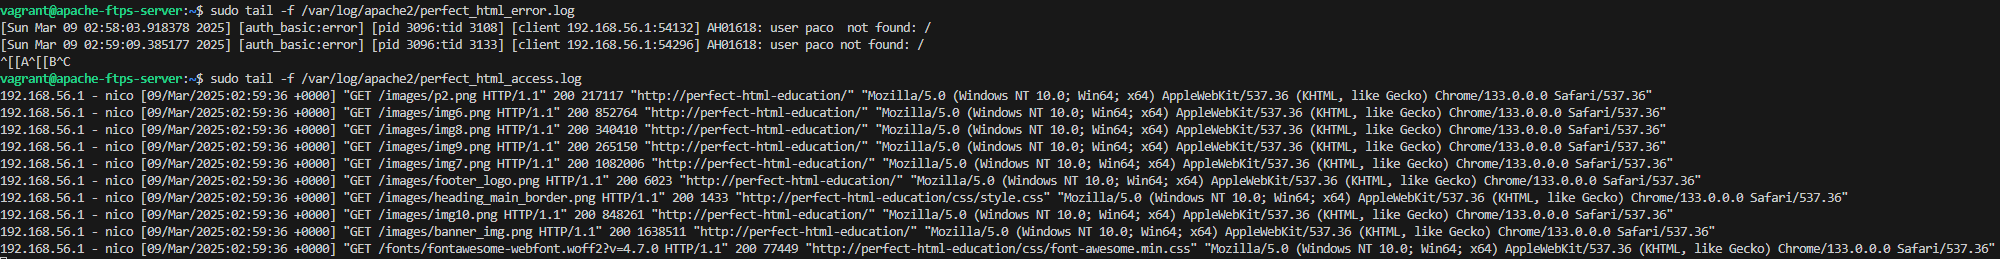 vagrant@apache-ftps-server:~$ sudo tail -f /var/log/apache2/perfect_html_error.log
[Sun Mar 09 02:58:03.918378 2025] [auth_basic:error] [pid 3096:tid 3108] [client 192.168.56.1:54132] AH01618: user paco  not found: /
[Sun Mar 09 02:59:09.385177 2025] [auth_basic:error] [pid 3096:tid 3133] [client 192.168.56.1:54296] AH01618: user paco not found: /
^[[A^[[B^C
vagrant@apache-ftps-server:~$ sudo tail -f /var/log/apache2/perfect_html_access.log
192.168.56.1 - nico [09/Mar/2025:02:59:36 +0000] "GET /images/p2.png HTTP/1.1" 200 217117 "http://perfect-html-education/" "Mozilla/5.0 (Windows NT 10.0; Win64; x64) AppleWebKit/537.36 (KHTML, like Gecko) Chrome/133.0.0.0 Safari/537.36"
192.168.56.1 - nico [09/Mar/2025:02:59:36 +0000] "GET /images/img6.png HTTP/1.1" 200 852764 "http://perfect-html-education/" "Mozilla/5.0 (Windows NT 10.0; Win64; x64) AppleWebKit/537.36 (KHTML, like Gecko) Chrome/133.0.0.0 Safari/537.36"
192.168.56.1 - nico [09/Mar/2025:02:59:36 +0000] "GET /images/img8.png HTTP/1.1" 200 340410 "http://perfect-html-education/" "Mozilla/5.0 (Windows NT 10.0; Win64; x64) AppleWebKit/537.36 (KHTML, like Gecko) Chrome/133.0.0.0 Safari/537.36"
192.168.56.1 - nico [09/Mar/2025:02:59:36 +0000] "GET /images/img9.png HTTP/1.1" 200 265150 "http://perfect-html-education/" "Mozilla/5.0 (Windows NT 10.0; Win64; x64) AppleWebKit/537.36 (KHTML, like Gecko) Chrome/133.0.0.0 Safari/537.36"
192.168.56.1 - nico [09/Mar/2025:02:59:36 +0000] "GET /images/img7.png HTTP/1.1" 200 1082006 "http://perfect-html-education/" "Mozilla/5.0 (Windows NT 10.0; Win64; x64) AppleWebKit/537.36 (KHTML, like Gecko) Chrome/133.0.0.0 Safari/537.36"
192.168.56.1 - nico [09/Mar/2025:02:59:36 +0000] "GET /images/footer_logo.png HTTP/1.1" 200 6023 "http://perfect-html-education/" "Mozilla/5.0 (Windows NT 10.0; Win64; x64) AppleWebKit/537.36 (KHTML, like Gecko) Chrome/133.0.0.0 Safari/537.36"
192.168.56.1 - nico [09/Mar/2025:02:59:36 +0000] "GET /images/heading_main_border.png HTTP/1.1" 200 1433 "http://perfect-html-education/css/style.css" "Mozilla/5.0 (Windows NT 10.0; Win64; x64) AppleWebKit/537.36 (KHTML, like Gecko) Chrome/133.0.0.0 Safari/537.36"
192.168.56.1 - nico [09/Mar/2025:02:59:36 +0000] "GET /images/img10.png HTTP/1.1" 200 848261 "http://perfect-html-education/" "Mozilla/5.0 (Windows NT 10.0; Win64; x64) AppleWebKit/537.36 (KHTML, like Gecko) Chrome/133.0.0.0 Safari/537.36"
192.168.56.1 - nico [09/Mar/2025:02:59:36 +0000] "GET /images/banner_img.png HTTP/1.1" 200 1638511 "http://perfect-html-education/" "Mozilla/5.0 (Windows NT 10.0; Win64; x64) AppleWebKit/537.36 (KHTML, like Gecko) Chrome/133.0.0.0 Safari/537.36"
192.168.56.1 - nico [09/Mar/2025:02:59:36 +0000] "GET /fonts/fontawesome-webfont.woff2?v=4.7.0 HTTP/1.1" 200 77449 "http://perfect-html-education/css/font-awesome.min.css" "Mozilla/5.0 (Windows NT 10.0; Win64; x64) AppleWebKit/537.36 (KHTML, like Gecko) Chrome/133.0.0.0 Safari/537.36"